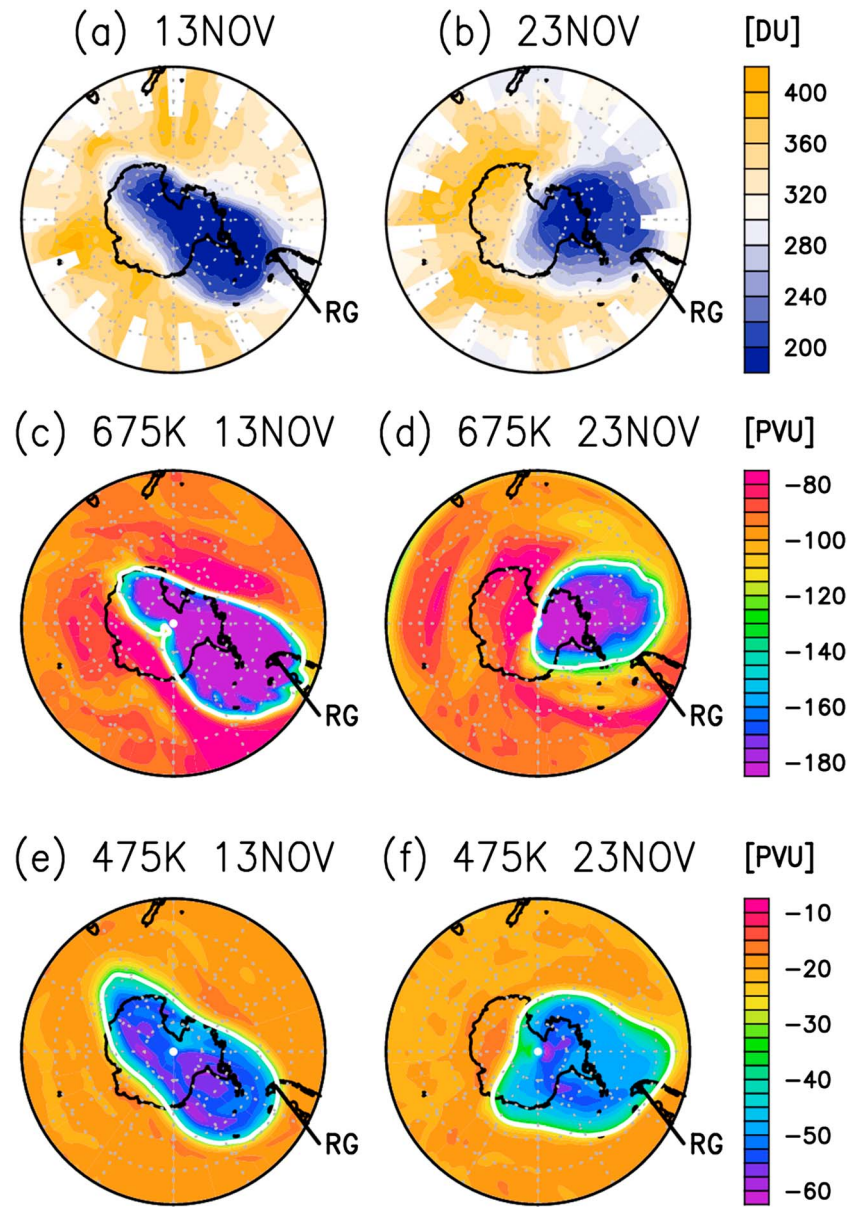 (a) 13NOV
(b) 23NOV
[DU]
400
360
320
280
240
200
RG
RG
(c) 675K 13NOV
(d) 675K 23NOV
[PVU]
-80
-100
-120
-140
-160
-180
RG
RG
(e) 475K 13NOV
(f) 475K 23NOV
[PVU]
-10
-20
-30
-40
-50
-60
RG
RG